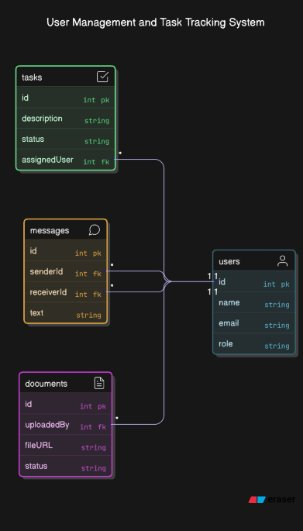 User Management and Task Tracking System
tasks
id int pk
description string
status string
assignedUser int fk
*
messages
id int pk
senderId int fk
*
receiverId int fk
*
text string
users
1 1
id int pk
1 1
name string
email string
role string
documents
id int pk
uploadedBy int fk
*
fileURL string
status string
eraser